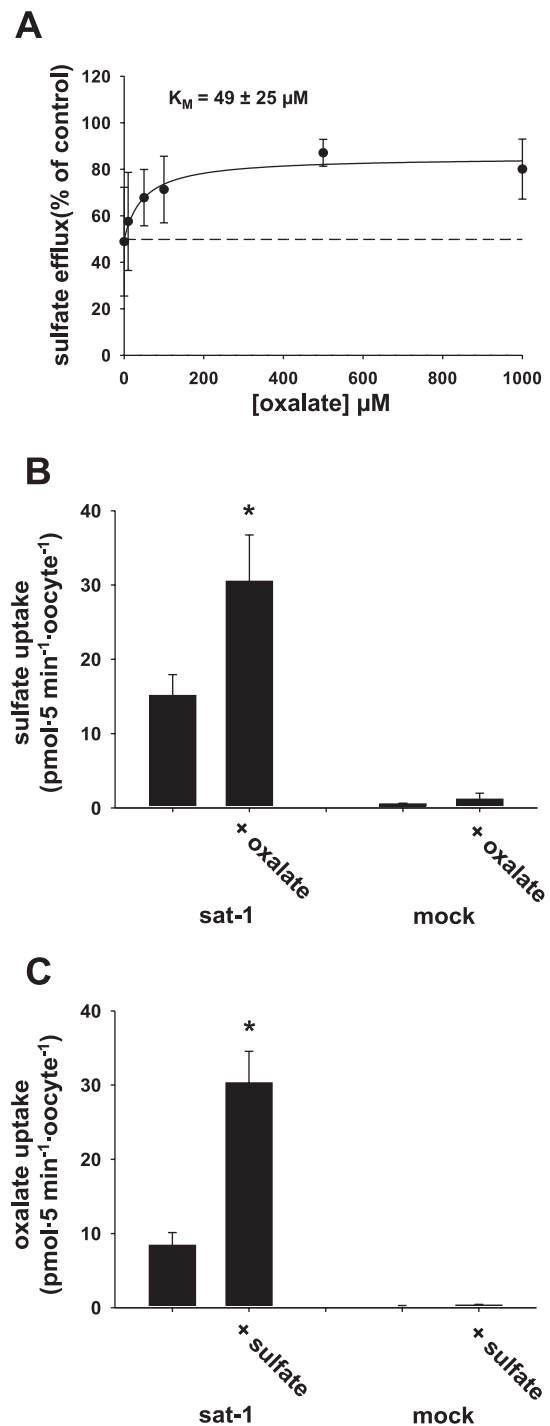 A
sulfate efflux(% of control)
120
100
80
60
40
20
0
K_M = 49 ± 25 µM
0 200 400 600 800 1000
[oxalate] µM
B
sulfate uptake
(pmol·5 min⁻¹·oocyte⁻¹)
40
30
20
10
0
*
+ oxalate
+ oxalate
sat-1 mock
C
oxalate uptake
(pmol·5 min⁻¹·oocyte⁻¹)
40
30
20
10
0
*
+ sulfate
+ sulfate
sat-1 mock